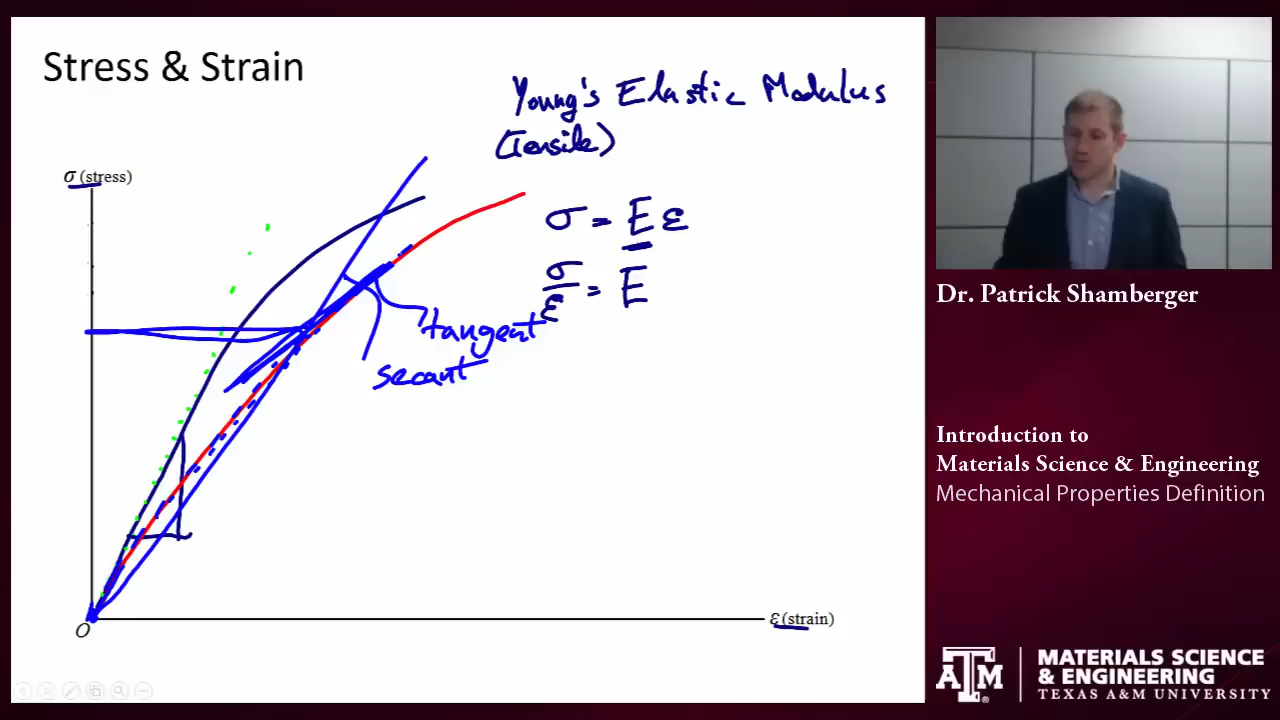 Stress & Strain
Young's Elastic Modulus
(Tensile)
σ (stress)
σ = E ε
σ/ε = E
tangent
secant
O
ε (strain)
Dr. Patrick Shamberger
Introduction to
Materials Science & Engineering
Mechanical Properties Definition
A|M
MATERIALS SCIENCE
& ENGINEERING
TEXAS A&M UNIVERSITY